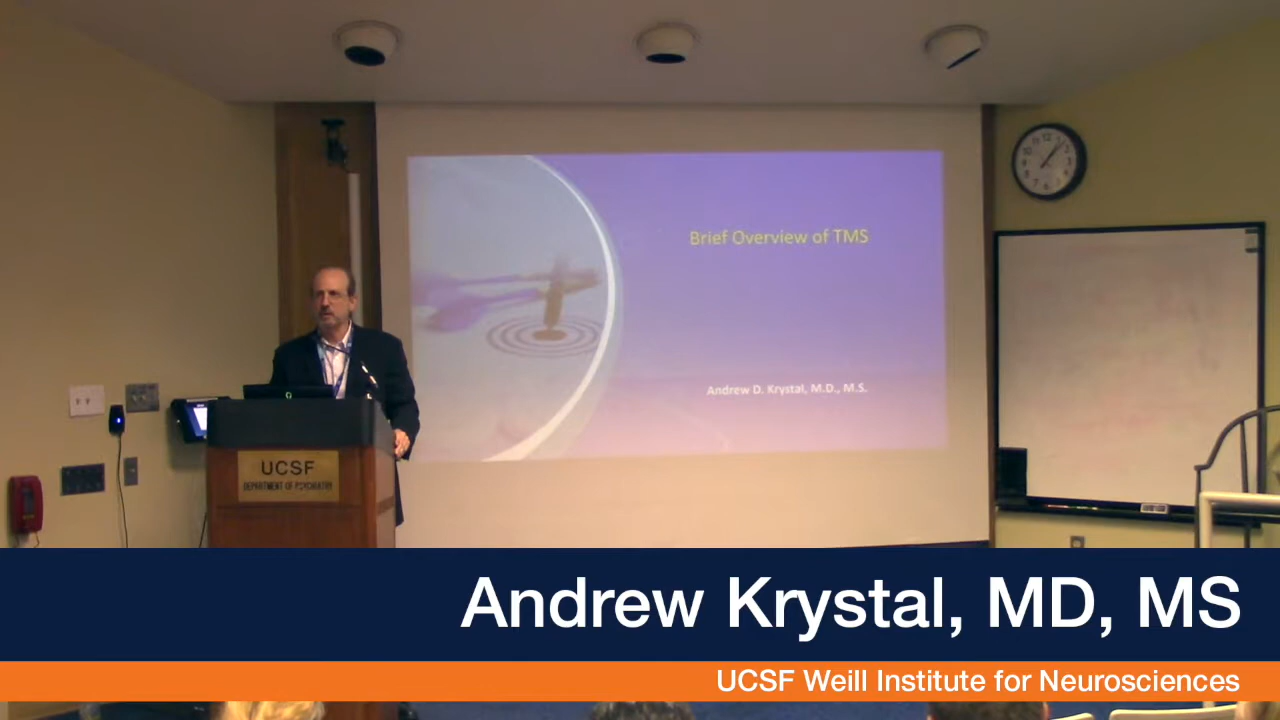 Brief Overview of TMS
Andrew D. Krystal, M.D., M.S.
UCSF
DEPARTMENT OF PSYCHIATRY
Andrew Krystal, MD, MS
UCSF Weill Institute for Neurosciences